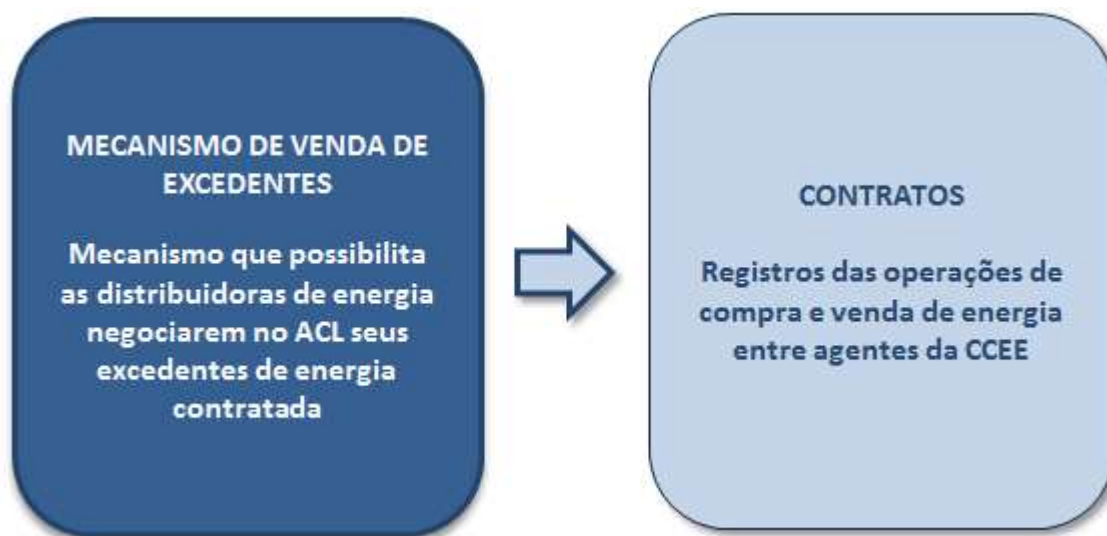 MECANISMO DE VENDA DE
EXCEDENTES
Mecanismo que possibilita
as distribuidoras de energia
negociarem no ACL seus
excedentes de energia
contratada
CONTRATOS
Registros das operações de
compra e venda de energia
entre agentes da CCEE